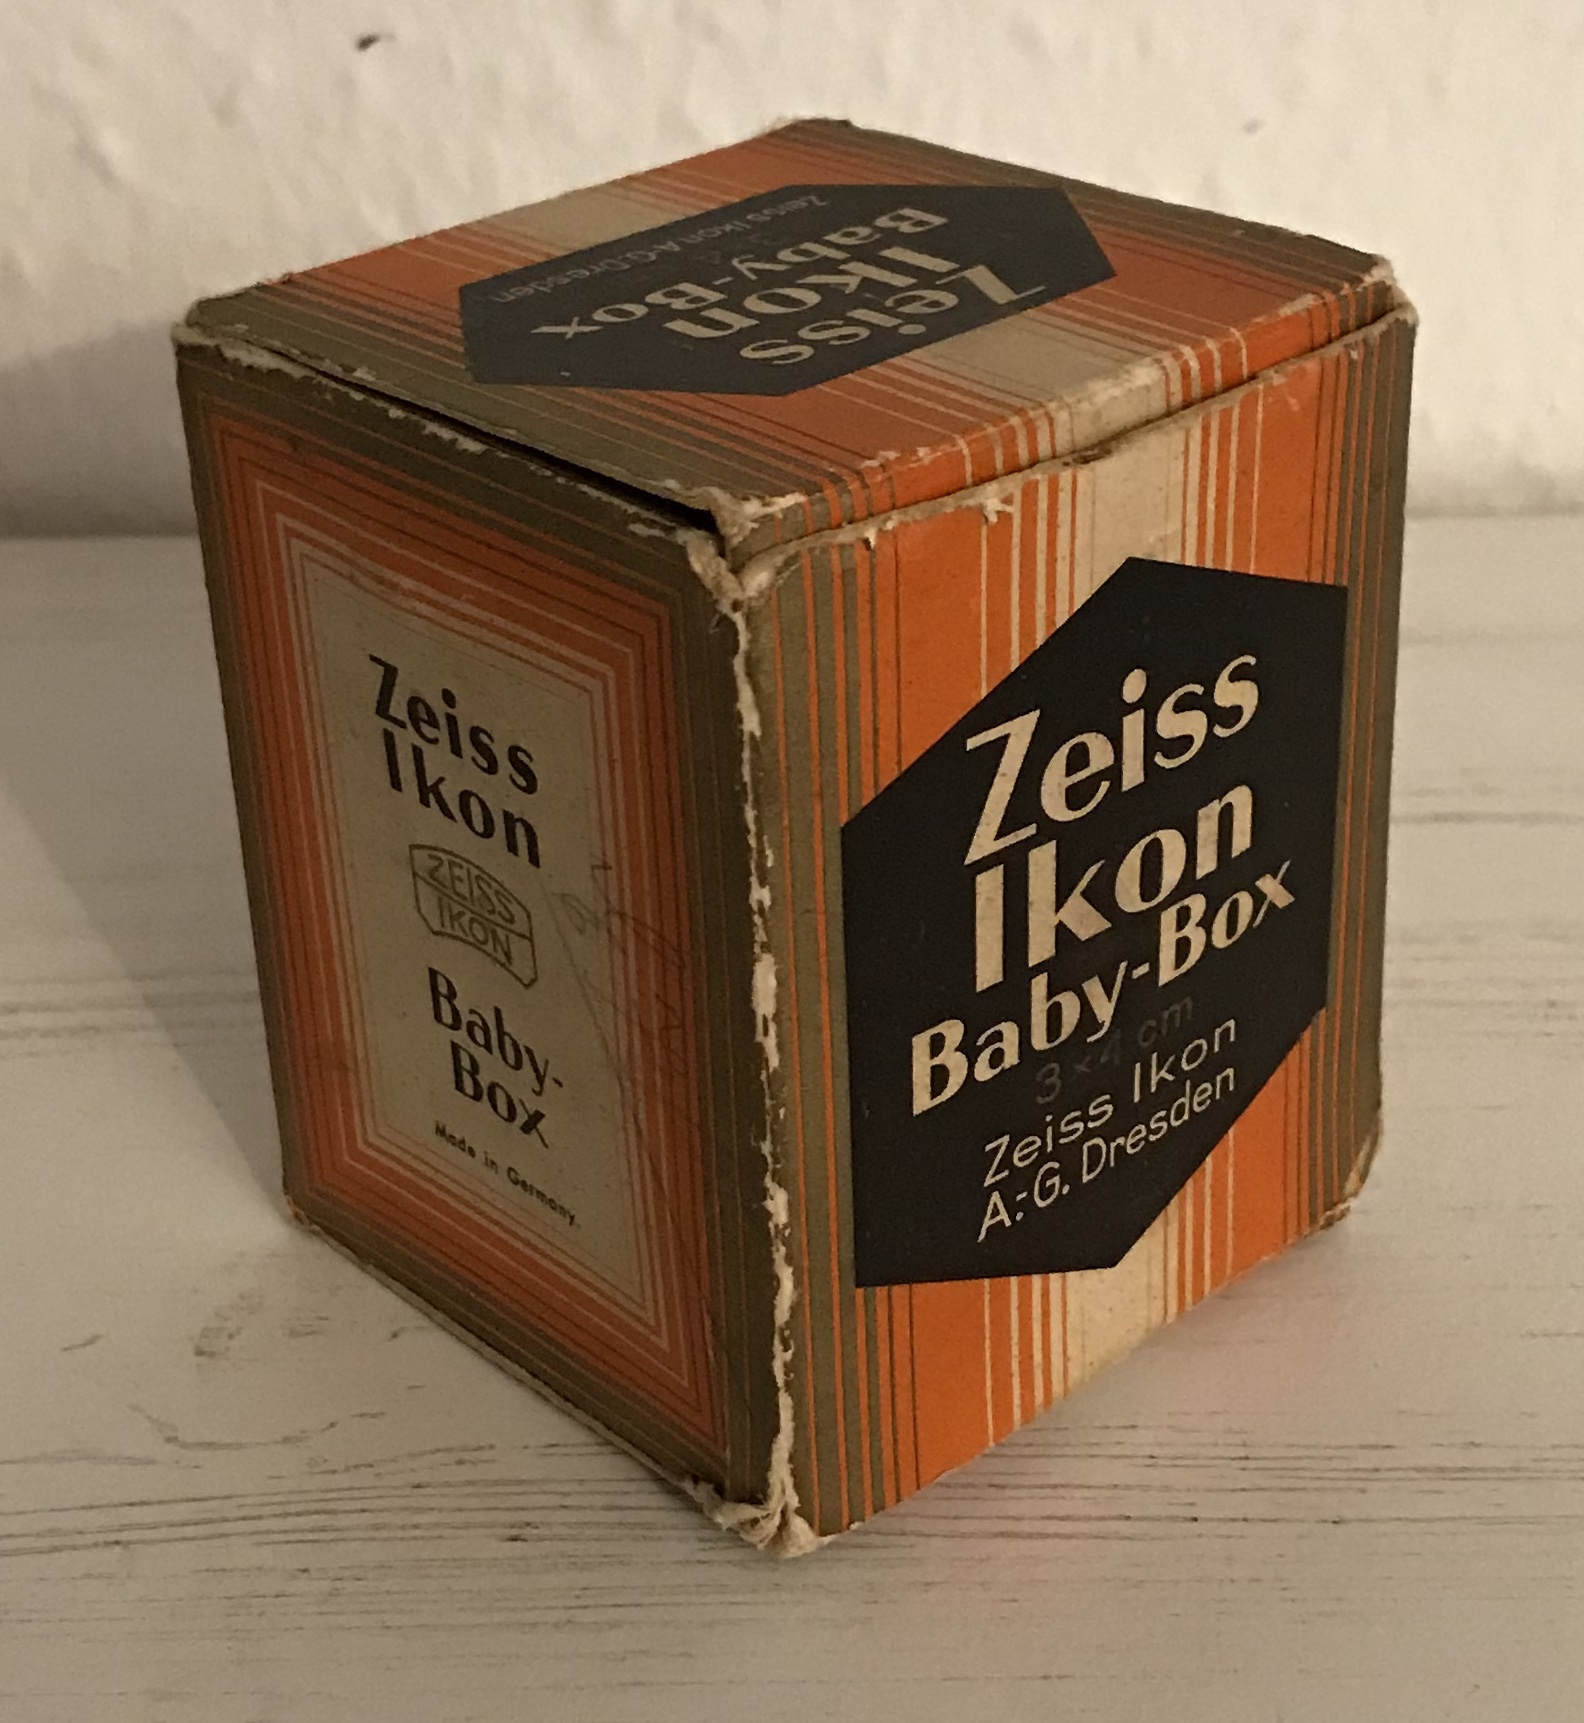 Zeiss
Ikon
Baby-Box
Zeiss Ikon A.-G. Dresden
Zeiss
Ikon
ZEISS
IKON
Baby-
Box
Made in Germany.
Zeiss
Ikon
Baby-Box
3×4 cm
Zeiss Ikon
A.-G. Dresden